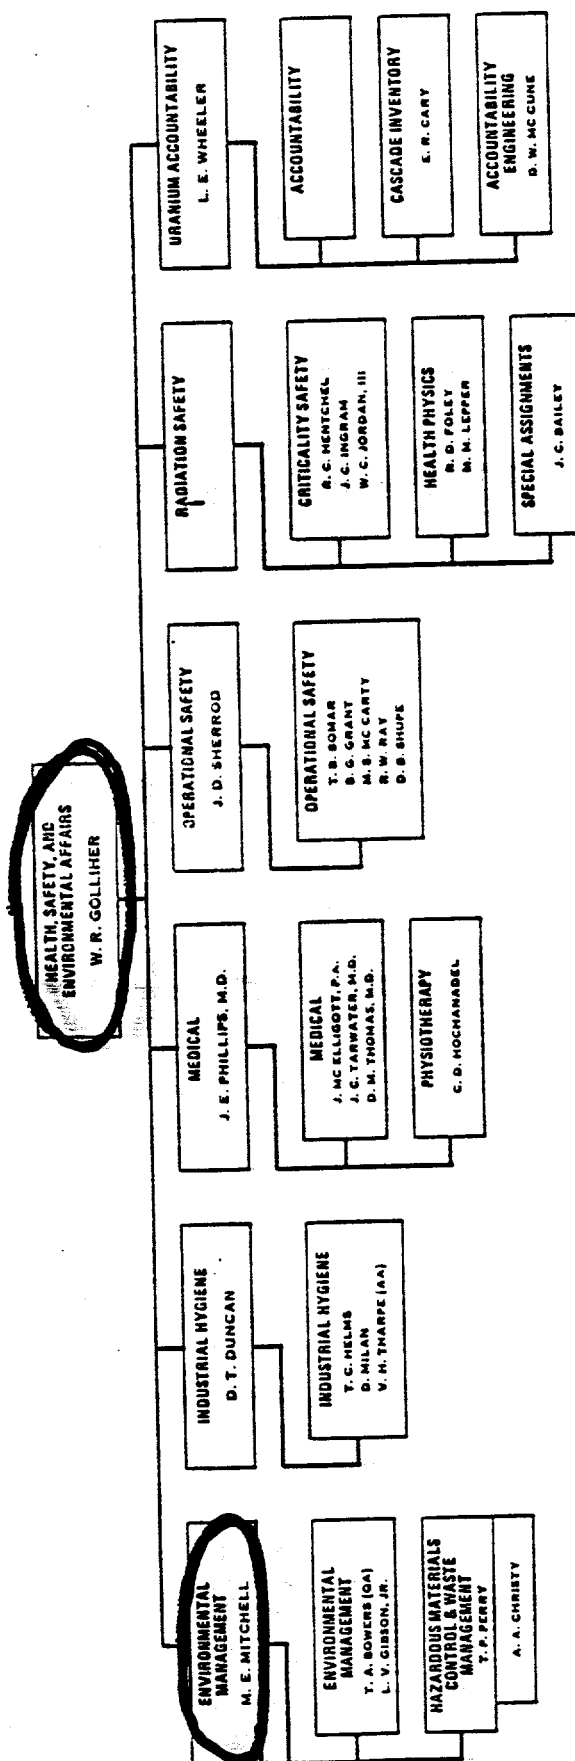 HEALTH, SAFETY, AND
ENVIRONMENTAL AFFAIRS
W. R. GOLLIHER
ENVIRONMENTAL
MANAGEMENT
M. E. MITCHELL
ENVIRONMENTAL
MANAGEMENT
T. A. BOWERS (QA)
L. V. GIBSON, JR.
HAZARDOUS MATERIALS
CONTROL & WASTE
MANAGEMENT
T. P. PERRY
A. A. CHRISTY
INDUSTRIAL HYGIENE
D. T. DUNCAN
INDUSTRIAL HYGIENE
T. C. HELMS
D. MILAN
V. H. THARPE (AA)
MEDICAL
J. E. PHILLIPS, M.D.
MEDICAL
J. MC ELLIGOTT, P.A.
J. C. TARWATER, M.D.
D. M. THOMAS, M.D.
PHYSIOTHERAPY
C. D. HOCHANADEL
OPERATIONAL SAFETY
J. D. SHERROD
OPERATIONAL SAFETY
T. B. BOMAR
B. G. GRANT
M. S. MC CARTY
R. W. RAY
D. B. SHUPE
RADIATION SAFETY
CRITICALITY SAFETY
R. C. HENTCHEL
J. C. INGRAM
W. C. JORDAN, III
HEALTH PHYSICS
R. D. FOLEY
M. M. LEPPER
SPECIAL ASSIGNMENTS
J. C. BAILEY
URANIUM ACCOUNTABILITY
L. E. WHEELER
ACCOUNTABILITY
CASCADE INVENTORY
E. R. CARY
ACCOUNTABILITY
ENGINEERING
D. W. MC CUNE